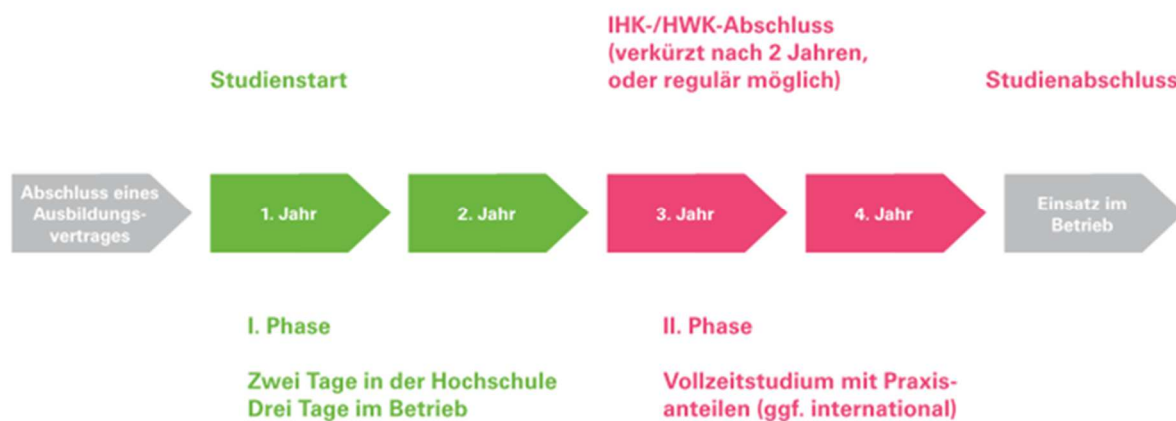 IHK-/HWK-Abschluss
(verkürzt nach 2 Jahren,
oder regulär möglich)
Studienstart
Studienabschluss
Abschluss eines
Ausbildungs-
vertrages
1. Jahr
2. Jahr
3. Jahr
4. Jahr
Einsatz im
Betrieb
I. Phase
Zwei Tage in der Hochschule
Drei Tage im Betrieb
II. Phase
Vollzeitstudium mit Praxis-
anteilen (ggf. international)